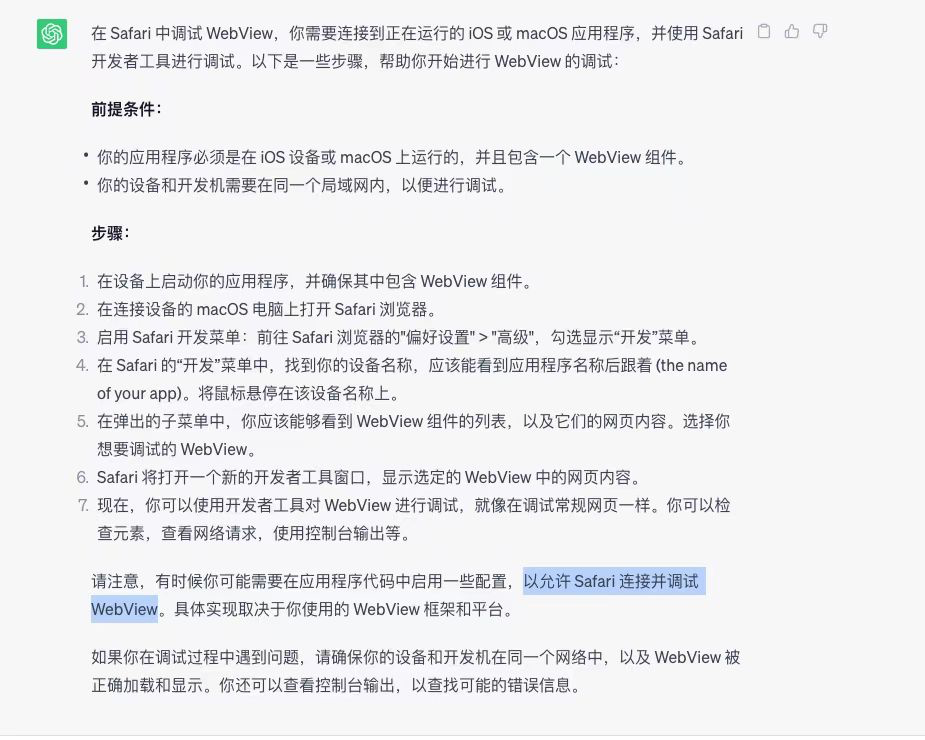 在 Safari 中调试 WebView，你需要连接到正在运行的 iOS 或 macOS 应用程序，并使用 Safari
开发者工具进行调试。以下是一些步骤，帮助你开始进行 WebView 的调试：
前提条件：
• 你的应用程序必须是在 iOS 设备或 macOS 上运行的，并且包含一个 WebView 组件。
• 你的设备和开发机需要在同一个局域网内，以便进行调试。
步骤：
1. 在设备上启动你的应用程序，并确保其中包含 WebView 组件。
2. 在连接设备的 macOS 电脑上打开 Safari 浏览器。
3. 启用 Safari 开发菜单：前往 Safari 浏览器的"偏好设置" > "高级"，勾选显示“开发”菜单。
4. 在 Safari 的“开发”菜单中，找到你的设备名称，应该能看到应用程序名称后跟着 (the name
of your app)。将鼠标悬停在该设备名称上。
5. 在弹出的子菜单中，你应该能够看到 WebView 组件的列表，以及它们的网页内容。选择你
想要调试的 WebView。
6. Safari 将打开一个新的开发者工具窗口，显示选定的 WebView 中的网页内容。
7. 现在，你可以使用开发者工具对 WebView 进行调试，就像在调试常规网页一样。你可以检
查元素，查看网络请求，使用控制台输出等。
请注意，有时候你可能需要在应用程序代码中启用一些配置，以允许 Safari 连接并调试
WebView。具体实现取决于你使用的 WebView 框架和平台。
如果你在调试过程中遇到问题，请确保你的设备和开发机在同一个网络中，以及 WebView 被
正确加载和显示。你还可以查看控制台输出，以查找可能的错误信息。